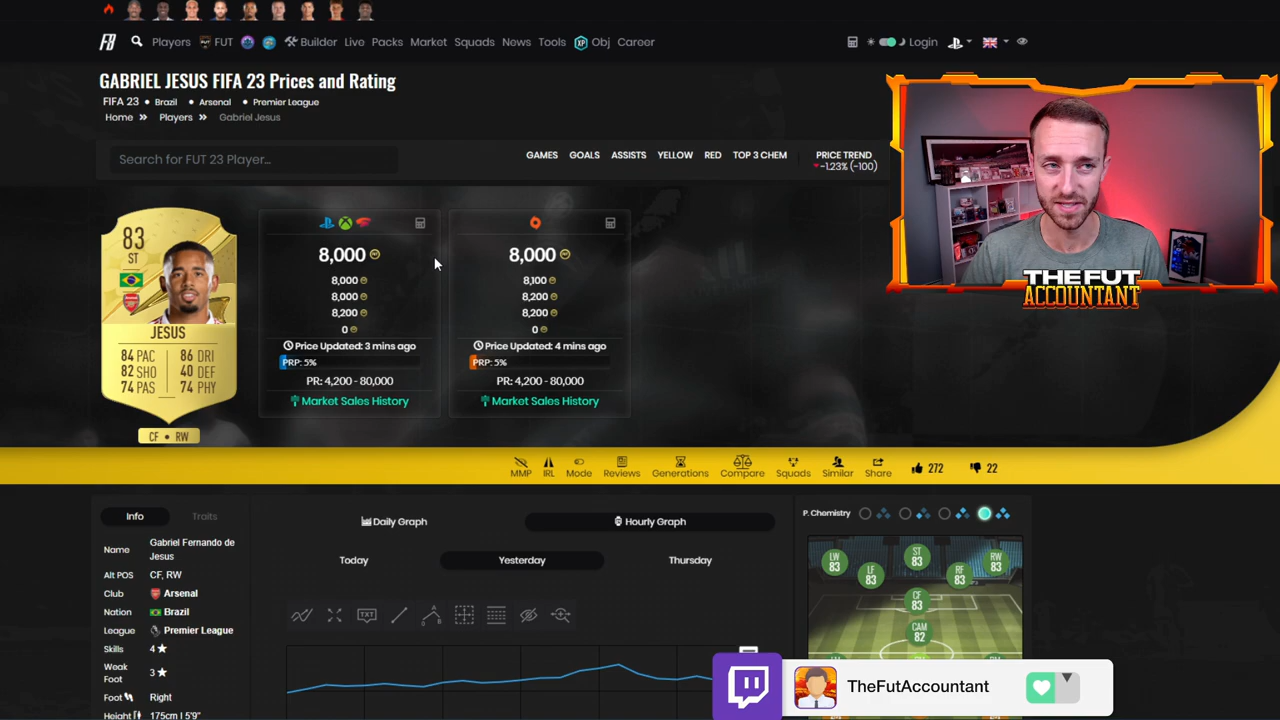 FB Players FUT Builder Live Packs Market Squads News Tools XP Obj Career Login
GABRIEL JESUS FIFA 23 Prices and Rating
FIFA 23 • Brazil • Arsenal • Premier League
Home » Players » Gabriel Jesus
Search for FUT 23 Player...
GAMES GOALS ASSISTS YELLOW RED TOP 3 CHEM PRICE TREND
-1.23% (-100)
83
ST
JESUS
84 PAC 86 DRI
82 SHO 40 DEF
74 PAS 74 PHY
CF • RW
8,000
8,000
8,000
8,200
0
Price Updated: 3 mins ago
PRP: 5%
PR: 4,200 - 80,000
Market Sales History
8,000
8,100
8,200
8,200
0
Price Updated: 4 mins ago
PRP: 5%
PR: 4,200 - 80,000
Market Sales History
THE FUT
ACCOUNTANT
MMP IRL Mode Reviews Generations Compare Squads Similar Share 272 22
Info Traits
Name Gabriel Fernando de
Jesus
Alt POS CF, RW
Club Arsenal
Nation Brazil
League Premier League
Skills 4★
Weak
Foot 3★
Foot Right
Height 175cm | 5'9"
Daily Graph Hourly Graph
Today Yesterday Thursday
TXT
P. Chemistry
LW
83
ST
83
RW
83
LF
83
RF
83
CF
83
CAM
82
TheFutAccountant